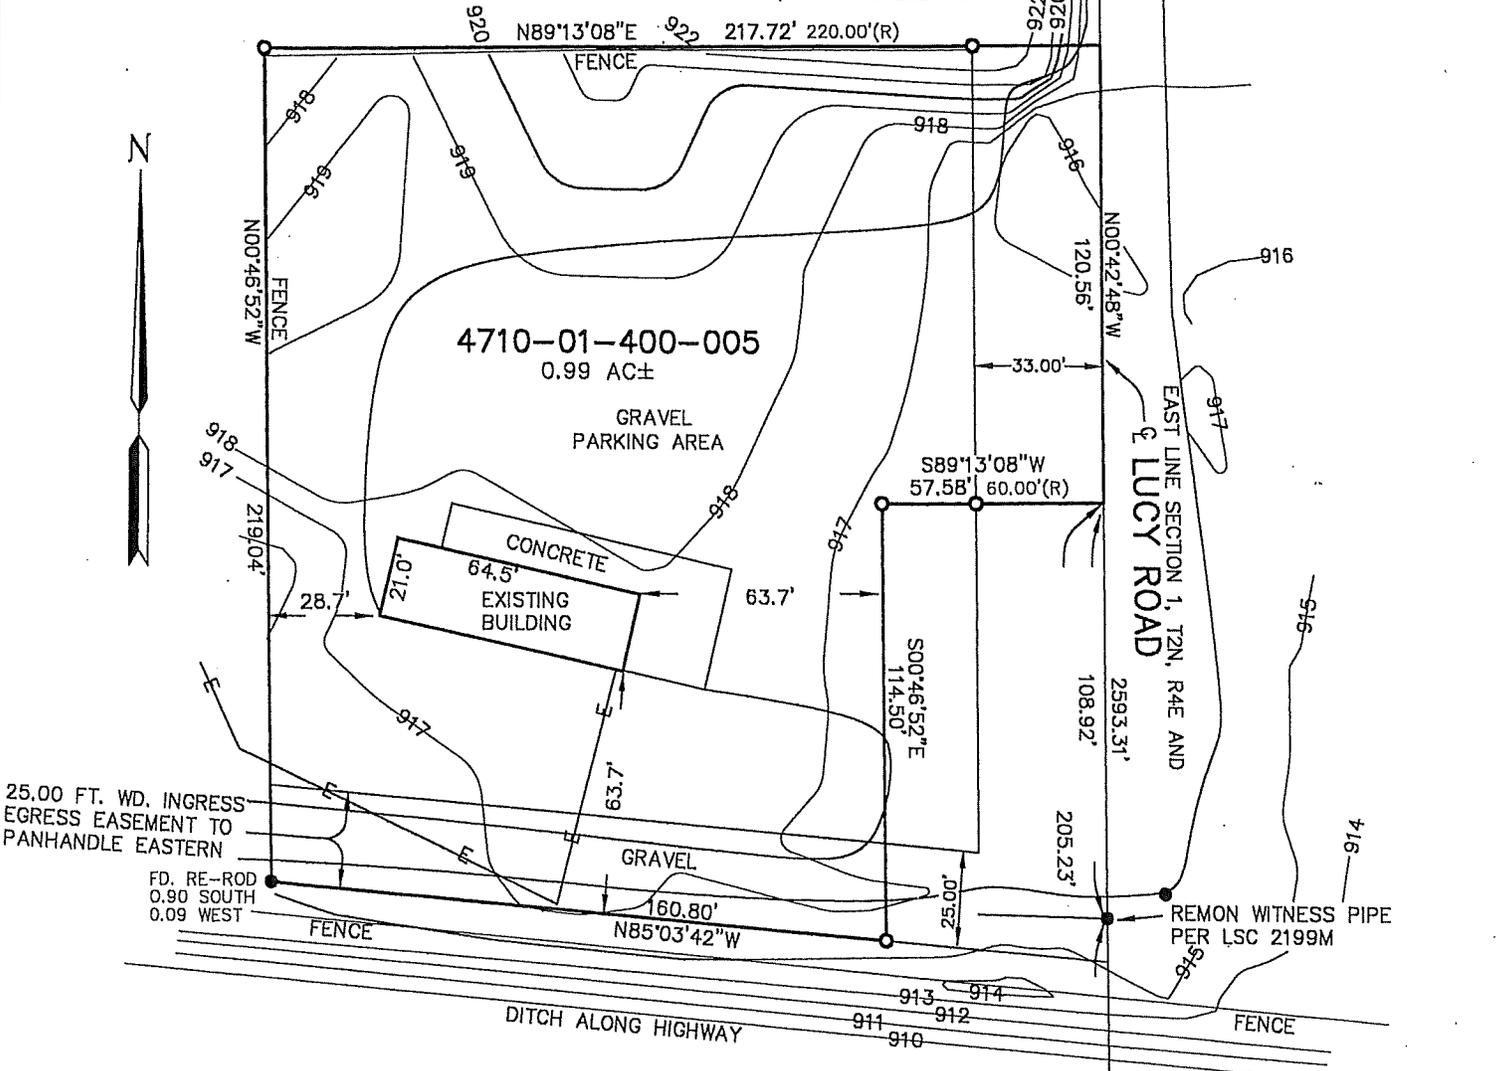 920
N89°13'08"E
922
217.72' 220.00'(R)
922
926
FENCE
918
919
919
918
916
N
N00°46'52"W
FENCE
219.04'
N00°42'48"W
120.56'
916
4710-01-400-005
0.99 AC±
GRAVEL
PARKING AREA
33.00'
917
918
917
S89°13'08"W
57.58' 60.00'(R)
918
917
℄ LUCY ROAD
EAST LINE SECTION 1, T2N, R4E AND
CONCRETE
64.5'
21.0'
EXISTING
BUILDING
63.7'
28.7'
915
S00°46'52"E
114.50'
2593.31'
108.92'
E
E
917
63.7'
25.00 FT. WD. INGRESS
EGRESS EASEMENT TO
PANHANDLE EASTERN
E
E
E
GRAVEL
205.23'
914
FD. RE-ROD
0.90 SOUTH
0.09 WEST
160.80'
N85°03'42"W
25.00'
FENCE
REMON WITNESS PIPE
PER LSC 2199M
915
913
914
912
911
910
DITCH ALONG HIGHWAY
FENCE